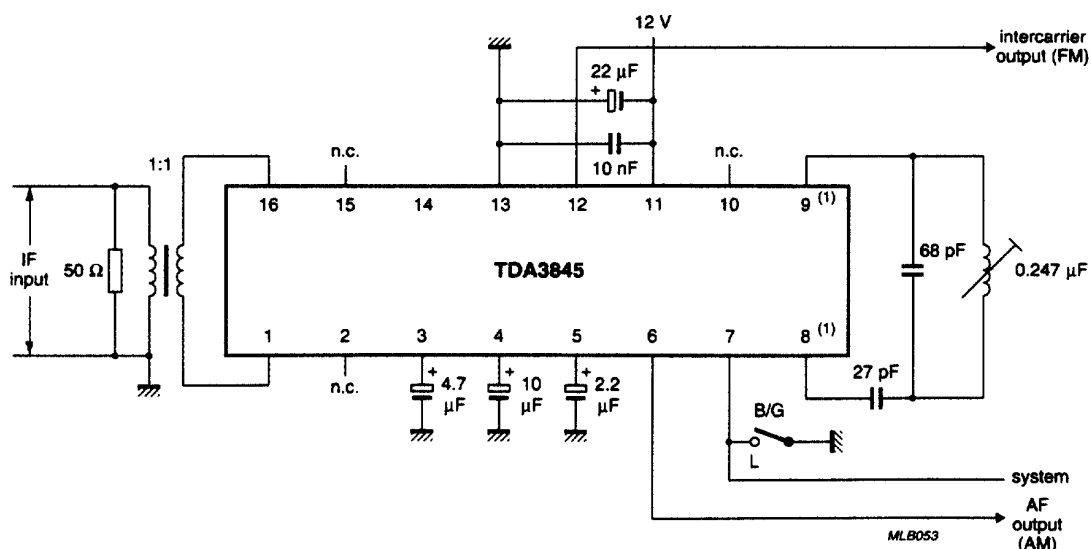 12 V
intercarrier
output (FM)
22 µF
+
10 nF
1:1
n.c.
n.c.
16 15 14 13 12 11 10 9 (1)
IF
input
50 Ω
TDA3845
68 pF
0.247 µF
1 2 3 4 5 6 7 8 (1)
n.c.
+ 4.7
µF
+ 10
µF
+ 2.2
µF
27 pF
B/G
L
system
AF
output
(AM)
MLB053